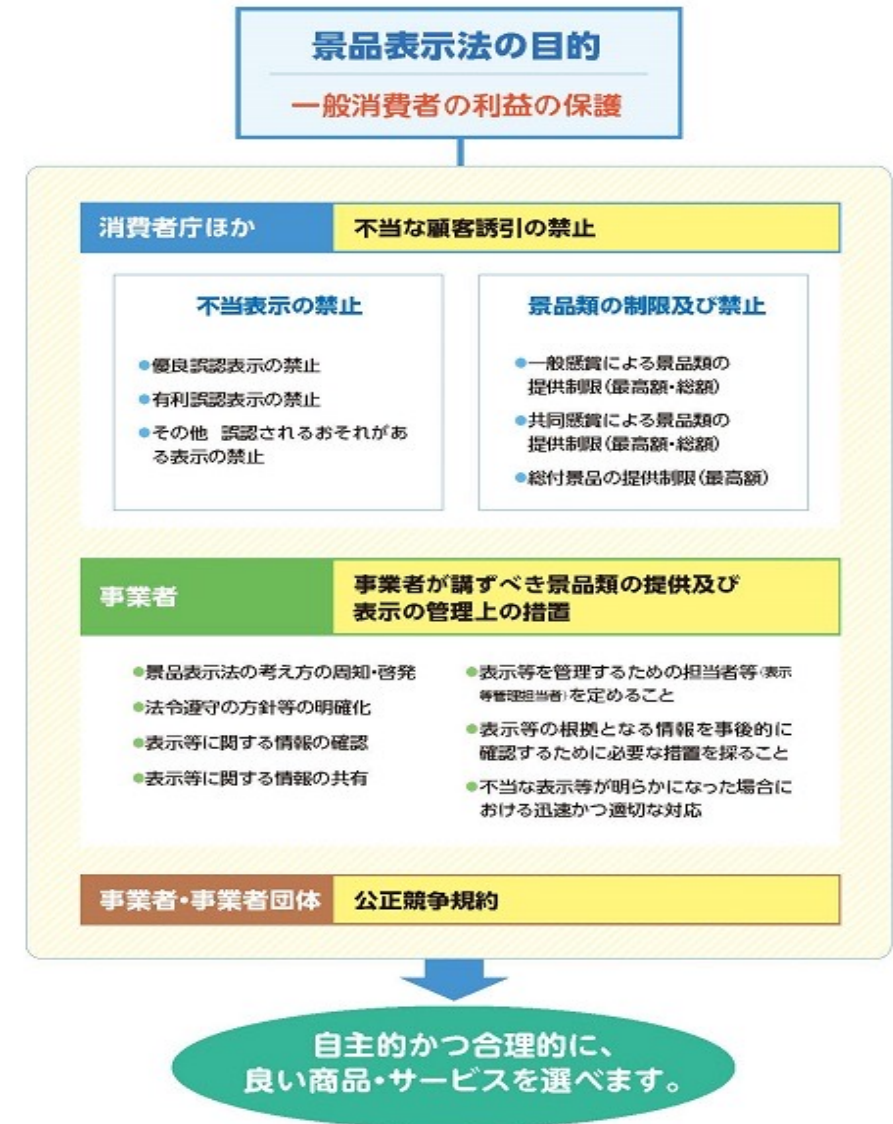 景品表示法の目的
一般消費者の利益の保護
消費者庁ほか
不当な顧客誘引の禁止
不当表示の禁止
●優良誤認表示の禁止
●有利誤認表示の禁止
●その他 誤認されるおそれがあ
る表示の禁止
景品類の制限及び禁止
●一般懸賞による景品類の
提供制限(最高額・総額)
●共同懸賞による景品類の
提供制限(最高額・総額)
●総付景品の提供制限(最高額)
事業者
事業者が講ずべき景品類の提供及び
表示の管理上の措置
●景品表示法の考え方の周知・啓発
●法令遵守の方針等の明確化
●表示等に関する情報の確認
●表示等に関する情報の共有
●表示等を管理するための担当者等(表示
等管理担当者)を定めること
●表示等の根拠となる情報を事後的に
確認するために必要な措置を採ること
●不当な表示等が明らかになった場合に
おける迅速かつ適切な対応
事業者・事業者団体
公正競争規約
自主的かつ合理的に、
良い商品・サービスを選べます。